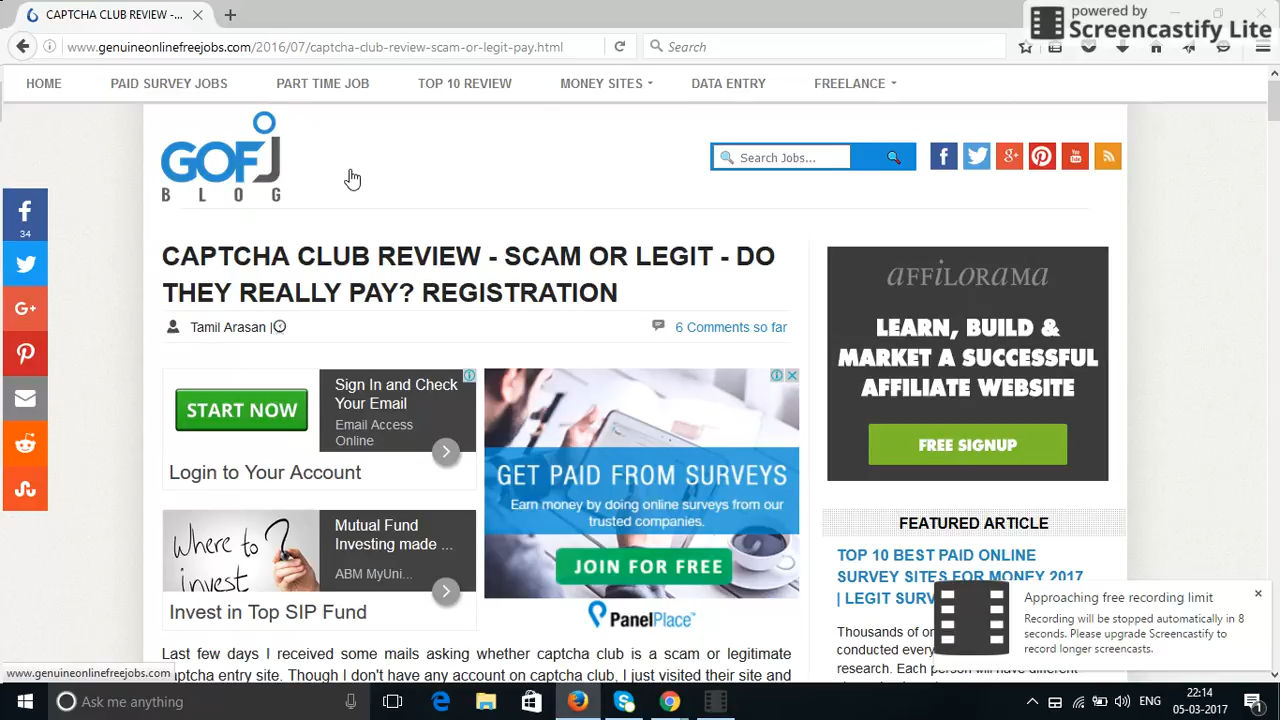 CAPTCHA CLUB REVIEW -...
powered by
Screencastify Lite
www.genuineonlinefreejobs.com/2016/07/captcha-club-review-scam-or-legit-pay.html
Search
HOME
PAID SURVEY JOBS
PART TIME JOB
TOP 10 REVIEW
MONEY SITES
DATA ENTRY
FREELANCE
GOFJ
BLOG
Search Jobs...
You
Tube
34
CAPTCHA CLUB REVIEW - SCAM OR LEGIT - DO
THEY REALLY PAY? REGISTRATION
Tamil Arasan |
6 Comments so far
START NOW
Sign In and Check
Your Email
Email Access
Online
Login to Your Account
where to
invest
?
Mutual Fund
Investing made ...
ABM MyUni...
Invest in Top SIP Fund
GET PAID FROM SURVEYS
Earn money by doing online surveys from our
trusted companies.
JOIN FOR FREE
PanelPlace
AFFILORAMA
LEARN, BUILD &
MARKET A SUCCESSFUL
AFFILIATE WEBSITE
FREE SIGNUP
FEATURED ARTICLE
TOP 10 BEST PAID ONLINE
SURVEY SITES FOR MONEY 2017
| LEGIT SURV
Thousands of
conducted every
research. Each person will have different
Approaching free recording limit
Recording will be stopped automatically in 8
seconds. Please upgrade Screencastify to
record longer screencasts.
Last few days I received some mails asking whether captcha club is a scam or legitimate
captcha entry site. Though I don't have any account on captcha club, I just visited their site and
www.genuineonlinefreejobs.com
Ask me anything
ENG
22:14
05-03-2017
1